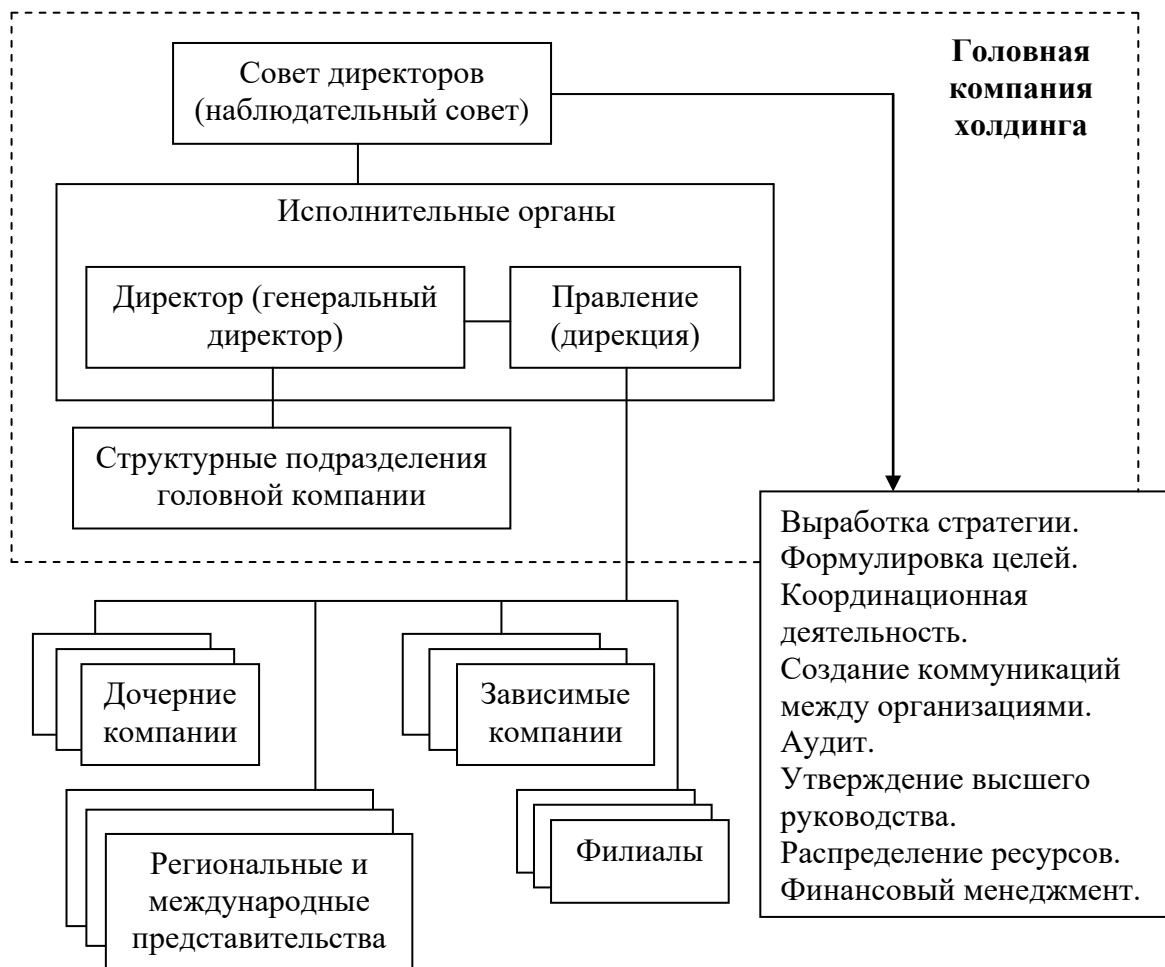 Головная
компания
холдинга
Совет директоров
(наблюдательный совет)
Исполнительные органы
Директор (генеральный
директор)
Правление
(дирекция)
Структурные подразделения
головной компании
Выработка стратегии.
Формулировка целей.
Координационная
деятельность.
Создание коммуникаций
между организациями.
Аудит.
Утверждение высшего
руководства.
Распределение ресурсов.
Финансовый менеджмент.
Дочерние
компании
Зависимые
компании
Региональные и
международные
представительства
Филиалы